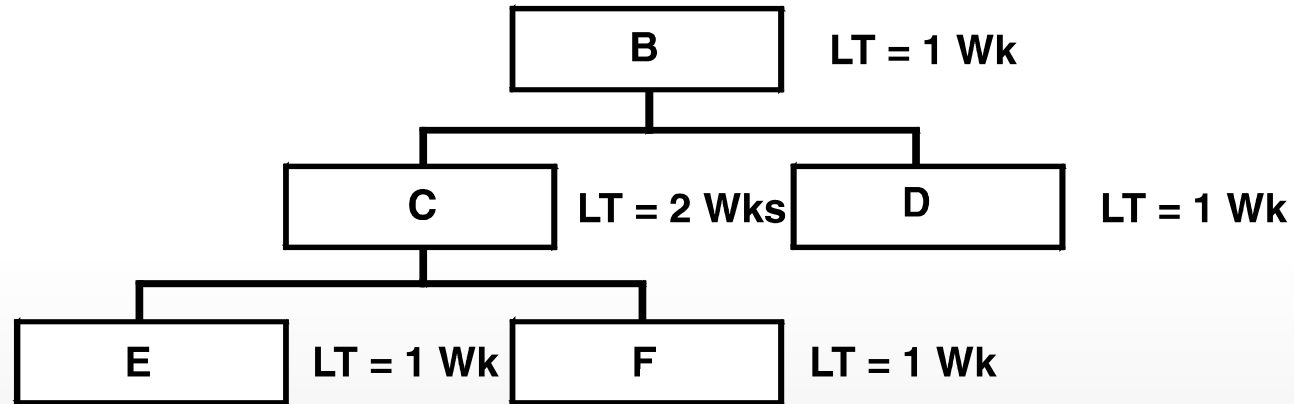 B LT = 1 Wk
C LT = 2 Wks D LT = 1 Wk
E LT = 1 Wk F LT = 1 Wk